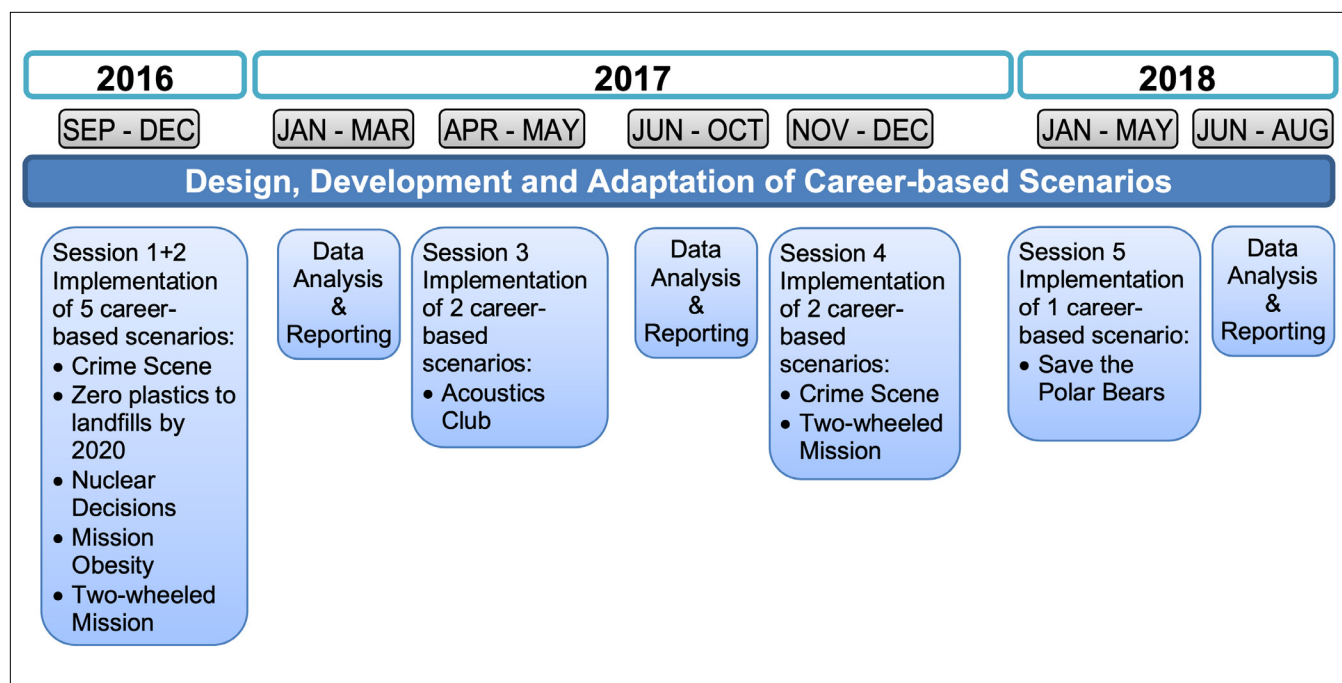 2016
2017
2018
SEP - DEC
JAN - MAR
APR - MAY
JUN - OCT
NOV - DEC
JAN - MAY
JUN - AUG
Design, Development and Adaptation of Career-based Scenarios
Session 1+2
Implementation
of 5 career-
based scenarios:
• Crime Scene
• Zero plastics to
landfills by
2020
• Nuclear
Decisions
• Mission
Obesity
• Two-wheeled
Mission
Data
Analysis
&
Reporting
Session 3
Implementation
of 2 career-
based
scenarios:
• Acoustics
Club
Data
Analysis
&
Reporting
Session 4
Implementation
of 2 career-
based
scenarios:
• Crime Scene
• Two-wheeled
Mission
Session 5
Implementation
of 1 career-
based scenario:
• Save the
Polar Bears
Data
Analysis
&
Reporting